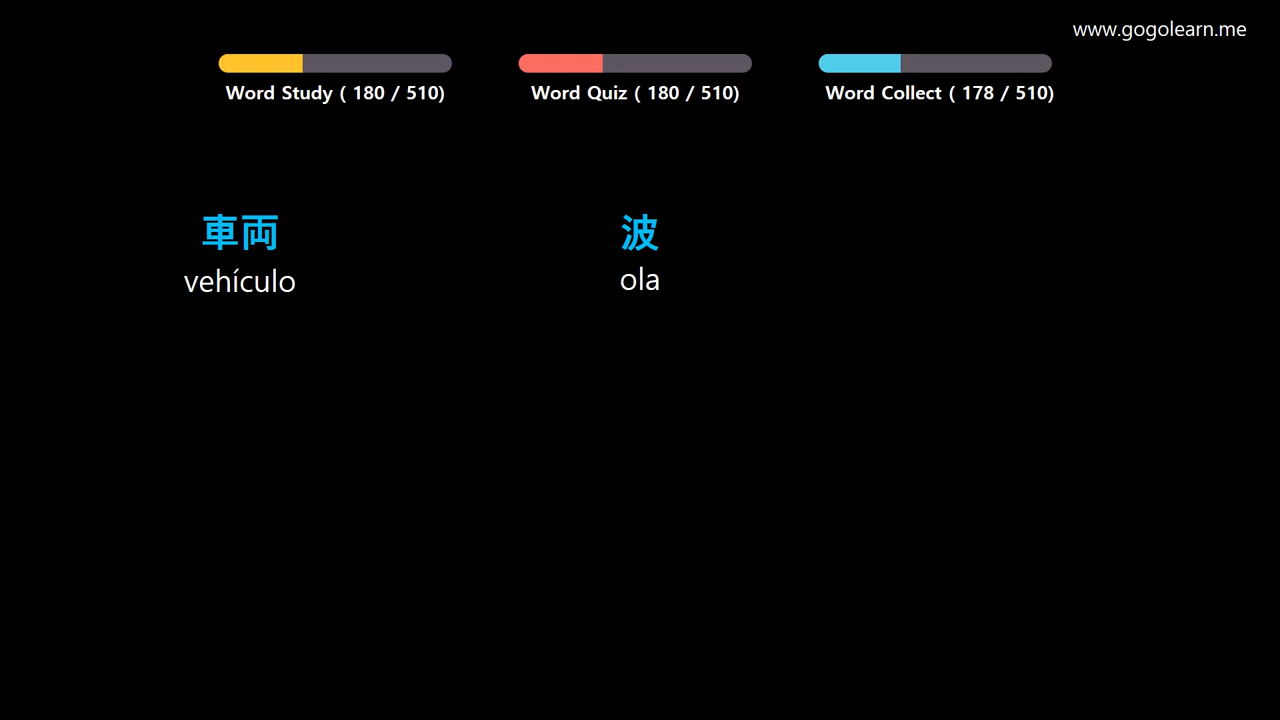 www.gogolearn.me
Word Study ( 180 / 510)
Word Quiz ( 180 / 510)
Word Collect ( 178 / 510)
車両
vehículo
波
ola